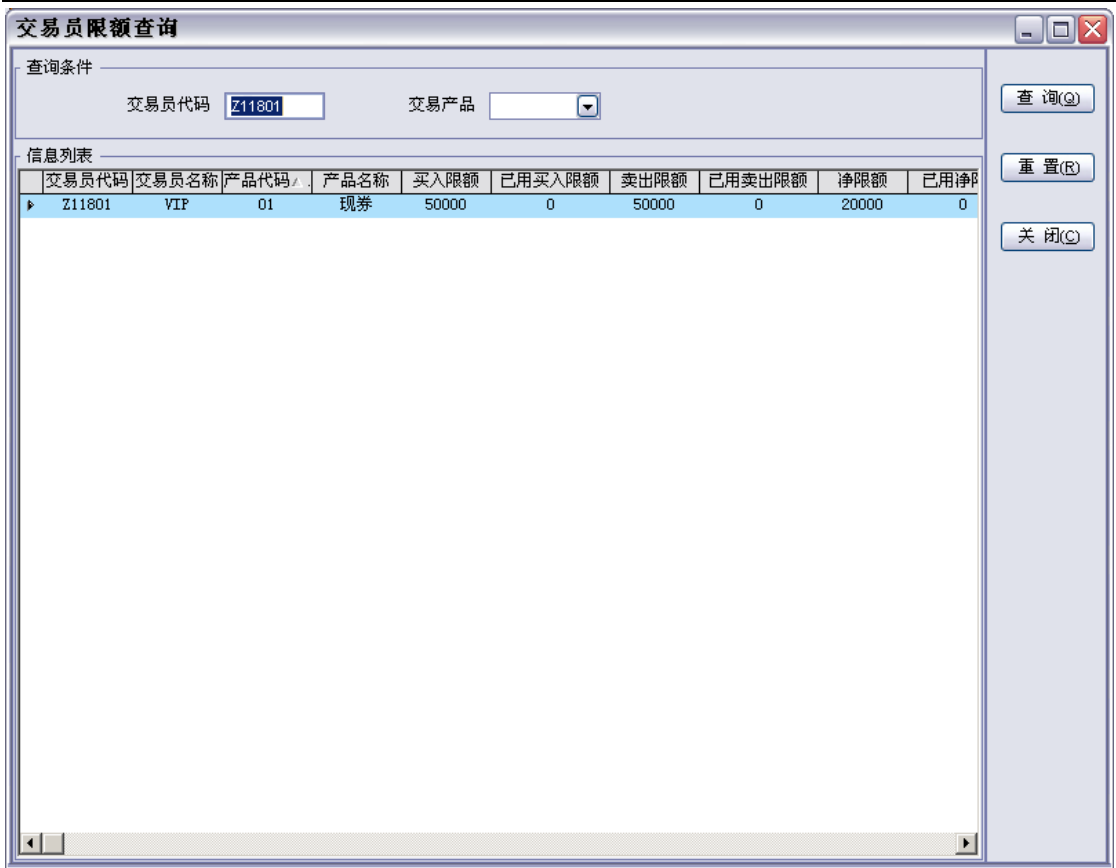 交易员限额查询
查询条件
交易员代码 Z11801 交易产品
查 询(Q)
信息列表
重 置(R)
交易员代码 交易员名称 产品代码 产品名称 买入限额 已用买入限额 卖出限额 已用卖出限额 净限额 已用净
Z11801 VIP 01 现券 50000 0 50000 0 20000 0
关 闭(C)